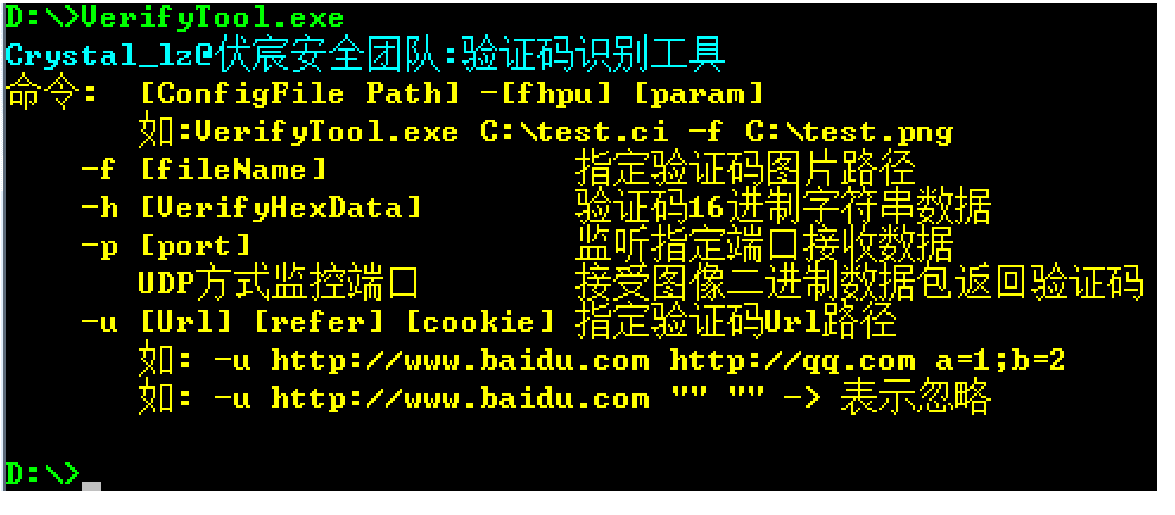 D:\>VerifyTool.exe
Crystal_lz@伏宸安全团队:验证码识别工具
命令: [ConfigFile Path] -[fhpu] [param]
如:VerifyTool.exe C:\test.ci -f C:\test.png
-f [fileName] 指定验证码图片路径
-h [VerifyHexData] 验证码16进制字符串数据
-p [port] 监听指定端口接收数据
UDP方式监控端口 接受图像二进制数据包返回验证码
-u [Url] [refer] [cookie] 指定验证码Url路径
如: -u http://www.baidu.com http://qq.com a=1;b=2
如: -u http://www.baidu.com "" "" -> 表示忽略
D:\>